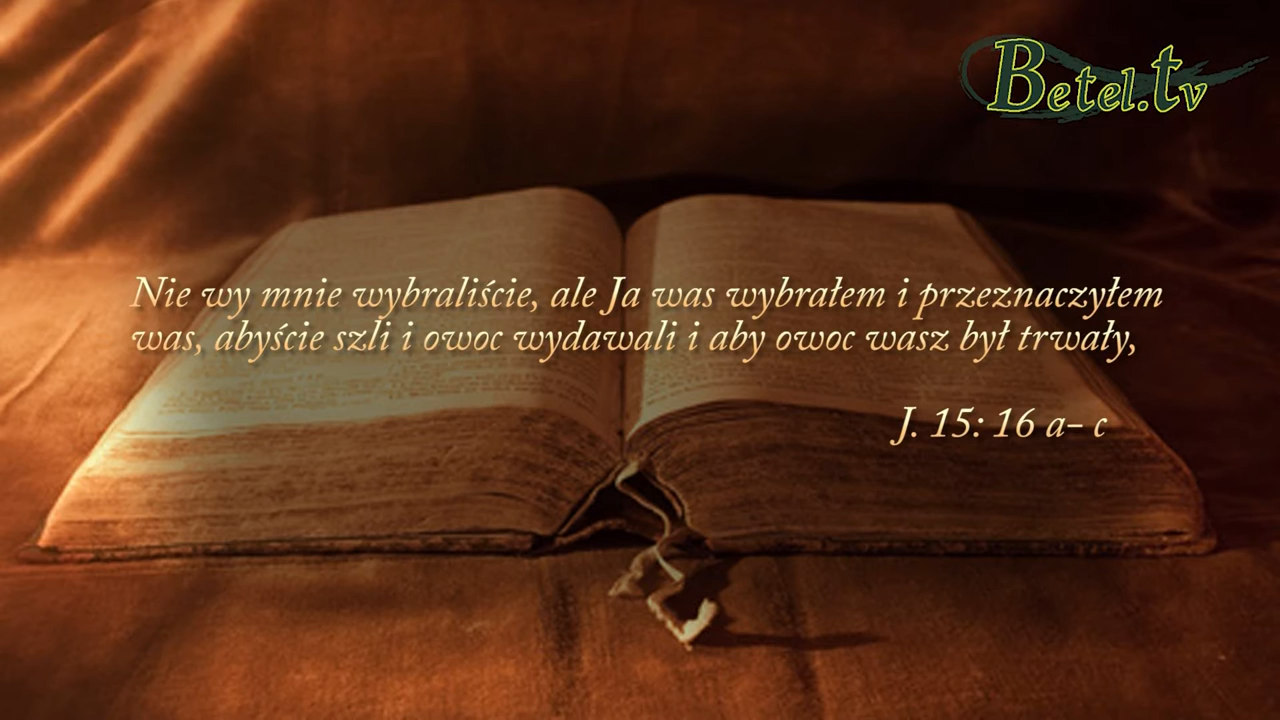 Betel.tv
Nie wy mnie wybraliście, ale Ja was wybrałem i przeznaczyłem
was, abyście szli i owoc wydawali i aby owoc wasz był trwały,
J. 15: 16 a- c